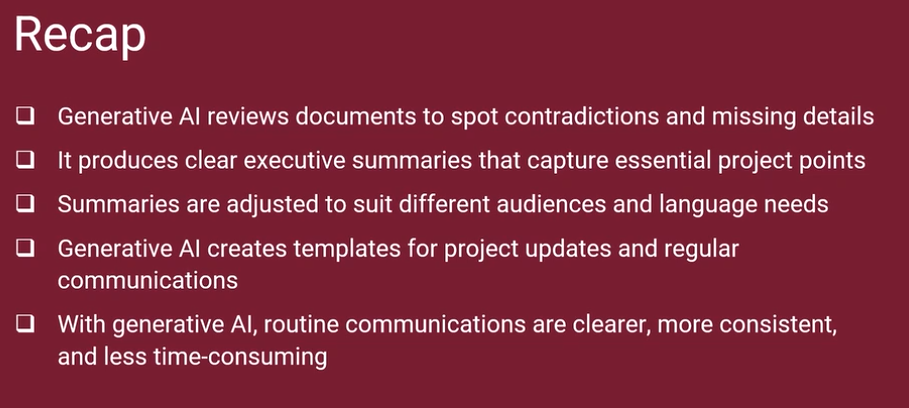 Recap
❑ Generative AI reviews documents to spot contradictions and missing details
❑ It produces clear executive summaries that capture essential project points
❑ Summaries are adjusted to suit different audiences and language needs
❑ Generative AI creates templates for project updates and regular
communications
❑ With generative AI, routine communications are clearer, more consistent,
and less time-consuming